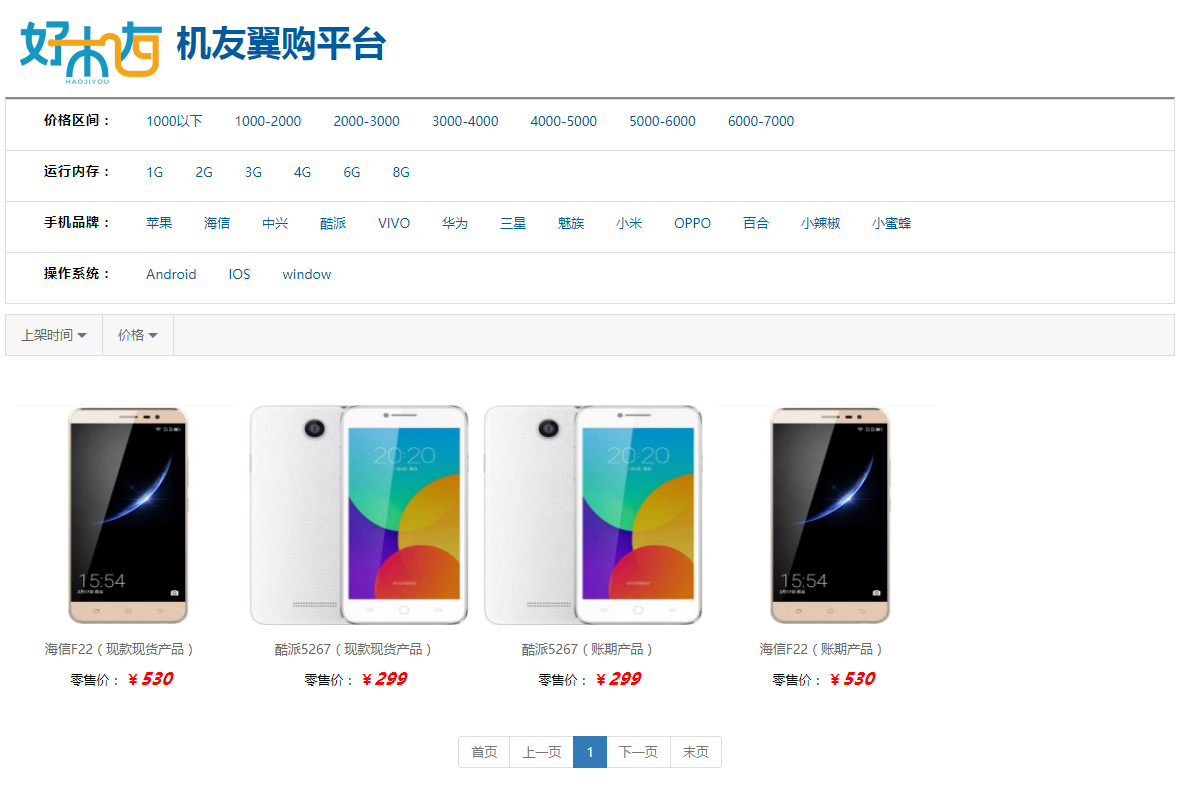 好机友 机友翼购平台
HAOJIYOU
价格区间： 1000以下 1000-2000 2000-3000 3000-4000 4000-5000 5000-6000 6000-7000
运行内存： 1G 2G 3G 4G 6G 8G
手机品牌： 苹果 海信 中兴 酷派 VIVO 华为 三星 魅族 小米 OPPO 百合 小辣椒 小蜜蜂
操作系统： Android IOS window
上架时间 价格
15:54 20:20 20:20 15:54
海信F22（现款现货产品） 酷派5267（现款现货产品） 酷派5267（账期产品） 海信F22（账期产品）
零售价： ¥ 530 零售价： ¥ 299 零售价： ¥ 299 零售价： ¥ 530
首页 上一页 1 下一页 末页